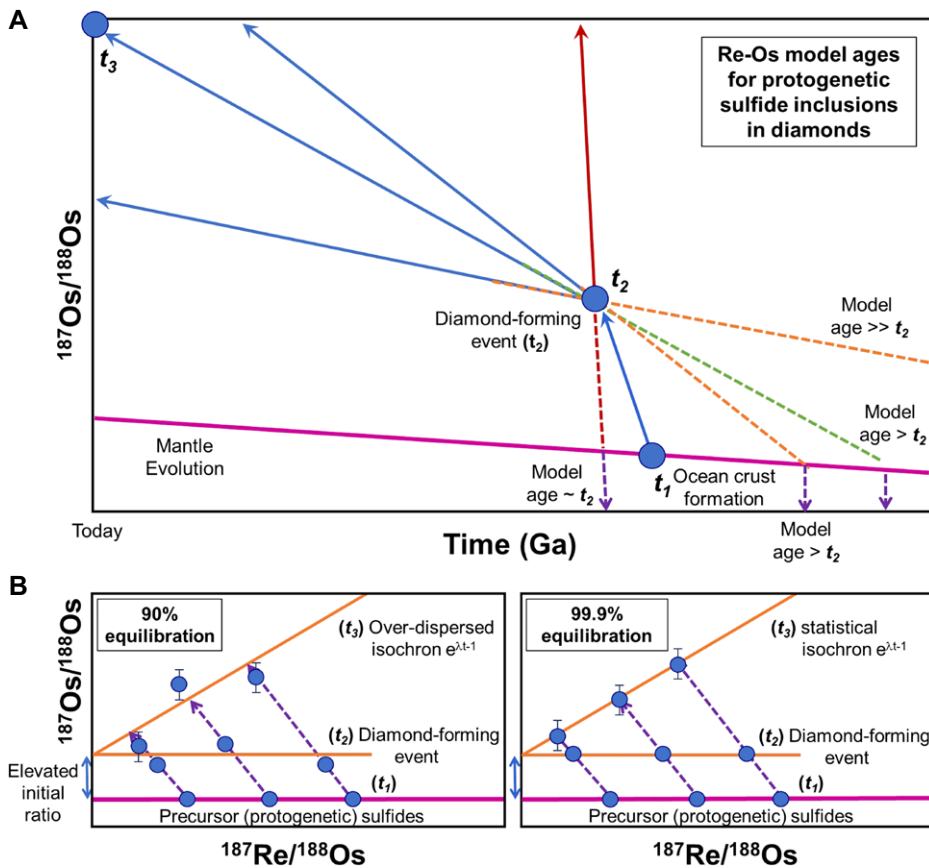 A
t3
Re-Os model ages
for protogenetic
sulfide inclusions
in diamonds
187Os/188Os
t2
Diamond-forming
event (t2)
Model
age >> t2
Model
age > t2
Mantle
Evolution
Model
age ~ t2
t1
Ocean crust
formation
Today
Time (Ga)
Model
age > t2
B
90%
equilibration
(t3) Over-dispersed
isochron eλt-1
(t2) Diamond-forming
event
(t1)
Elevated
initial
ratio
Precursor (protogenetic) sulfides
187Os/188Os
187Re/188Os
99.9%
equilibration
(t3) statistical
isochron eλt-1
(t2) Diamond-forming
event
(t1)
Precursor (protogenetic) sulfides
187Re/188Os